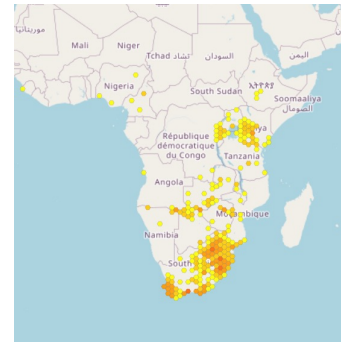 موريتانيا
Mali
Niger
Tchad تشاد
السودان
اليمن
Nigeria
South Sudan
Soomaaliya
الصومال
République
démocratique
du Congo
Tanzania
Angola
Namibia